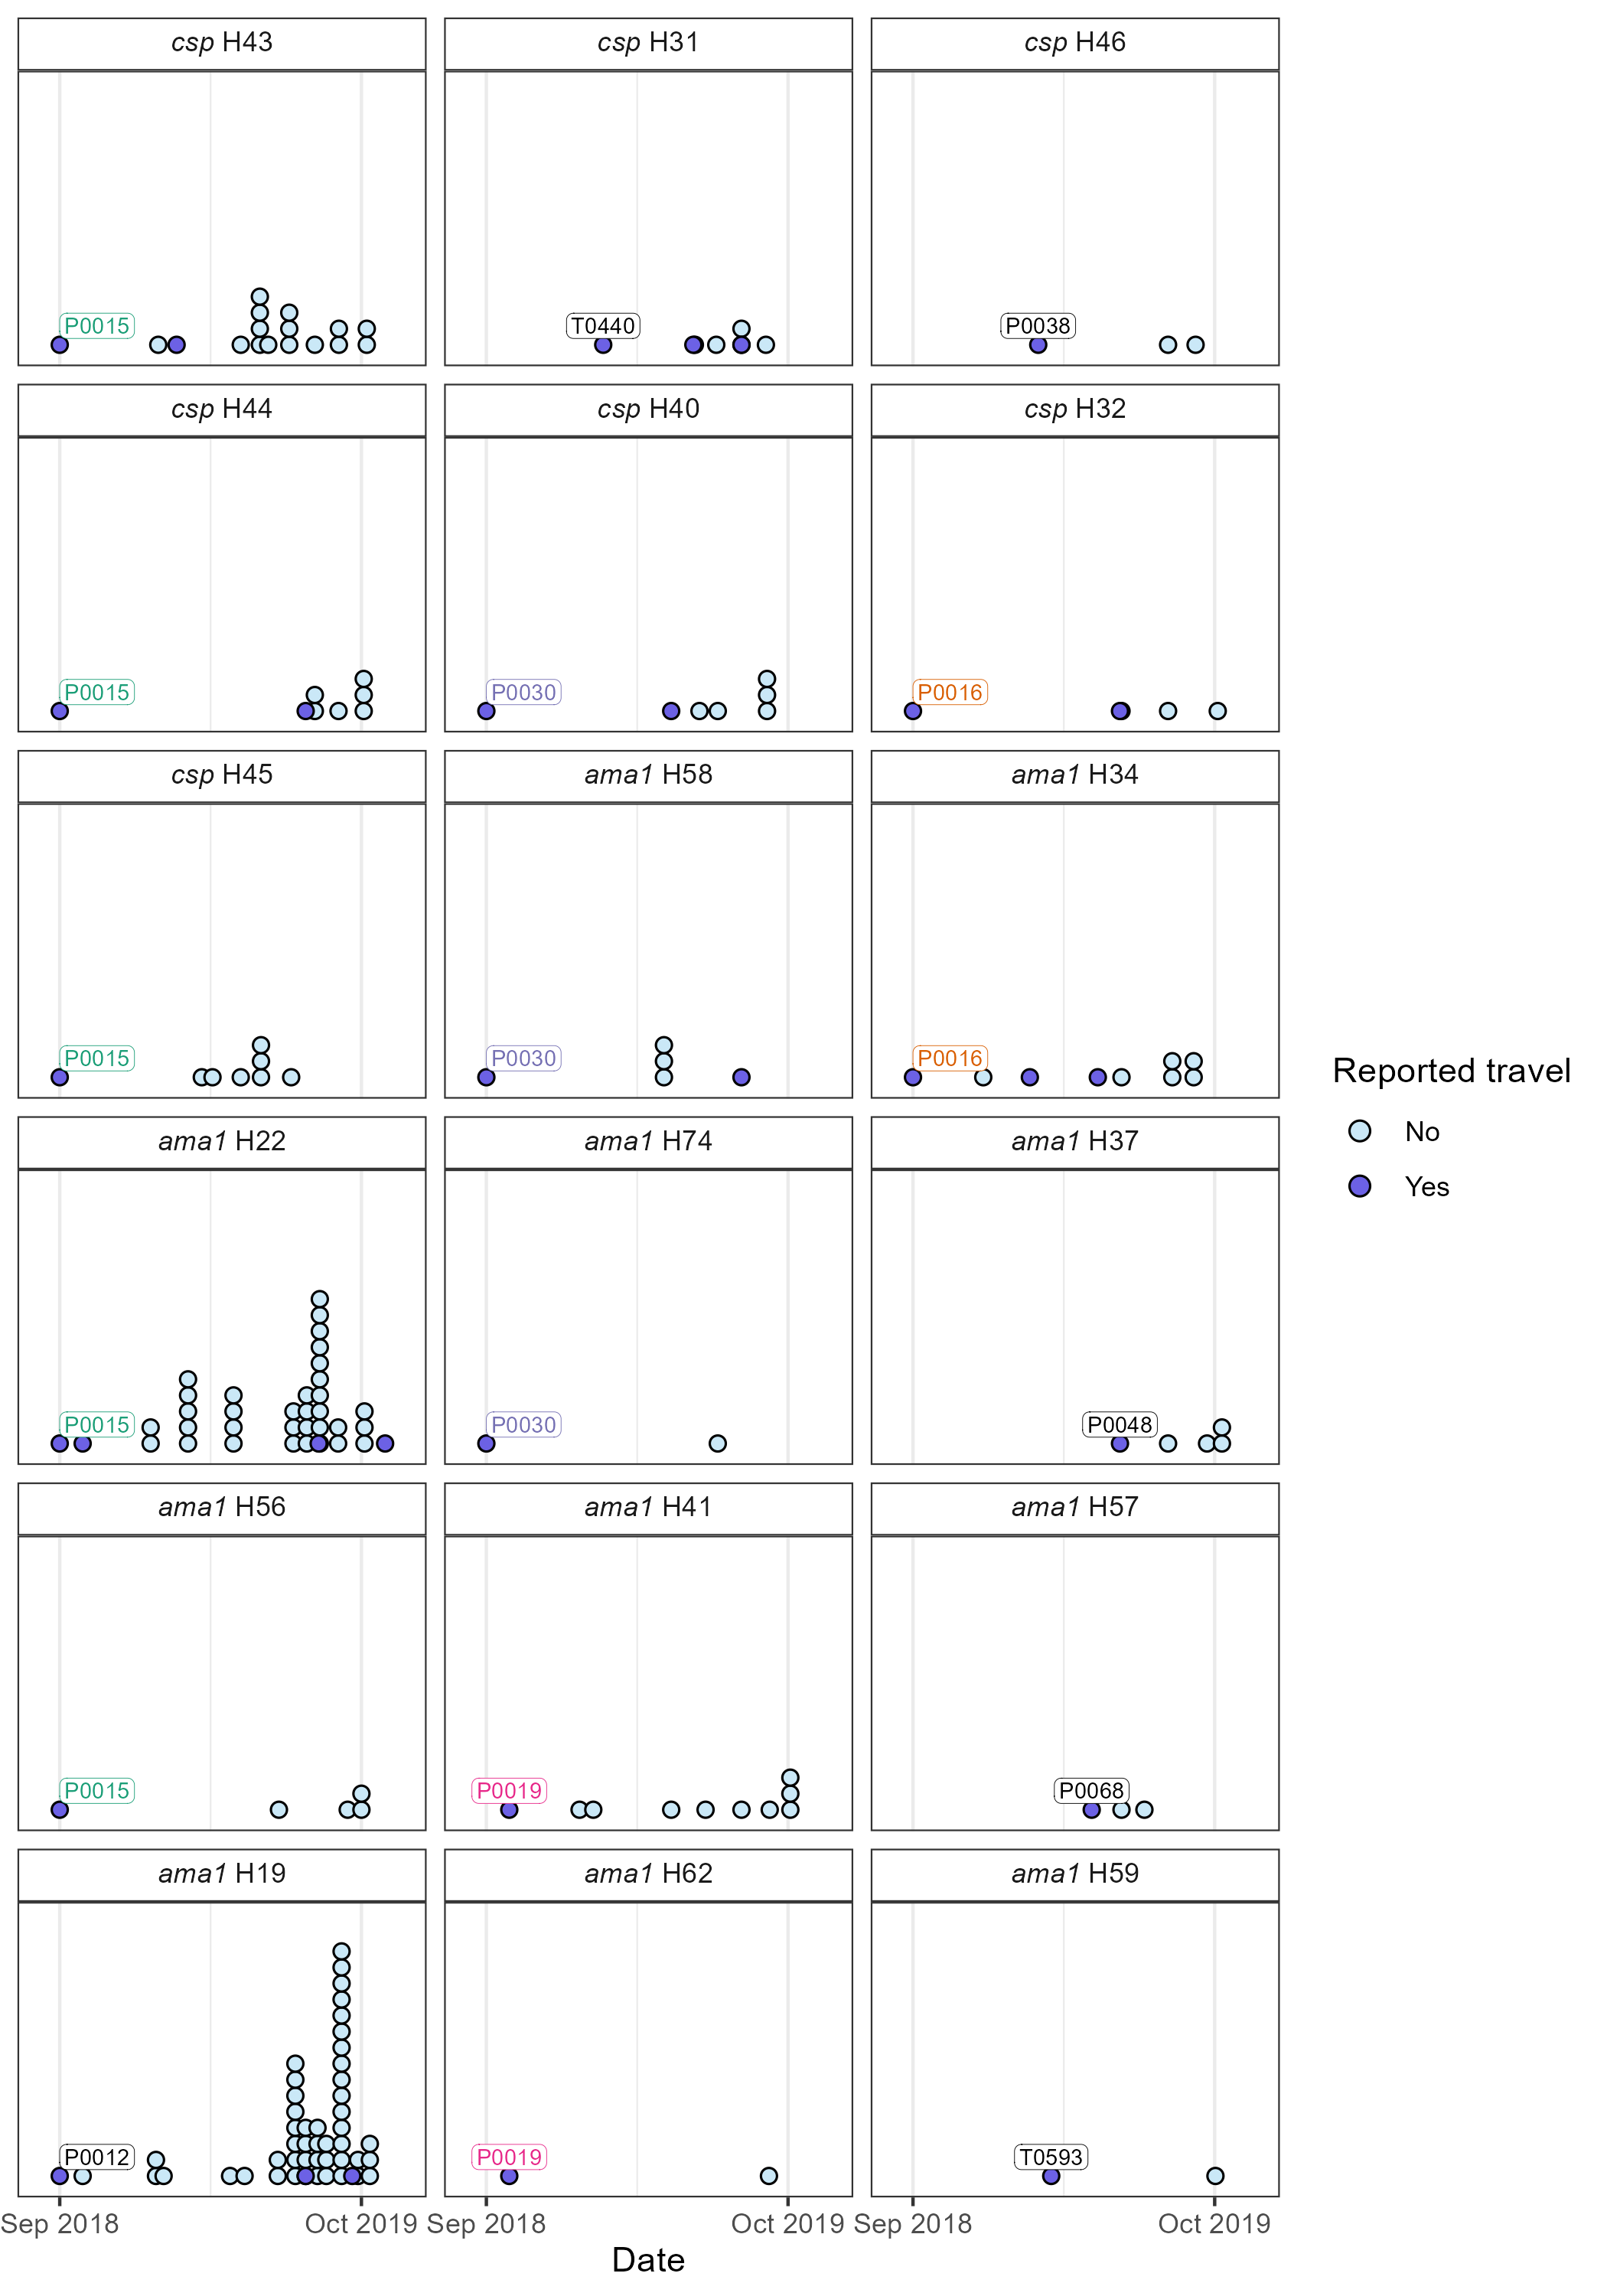 csp H43
csp H31
csp H46
P0015
T0440
P0038
csp H44
csp H40
csp H32
P0015
P0030
P0016
csp H45
ama1 H58
ama1 H34
P0015
P0030
P0016
Reported travel
No
Yes
ama1 H22
ama1 H74
ama1 H37
P0015
P0030
P0048
ama1 H56
ama1 H41
ama1 H57
P0015
P0019
P0068
ama1 H19
ama1 H62
ama1 H59
P0012
P0019
T0593
Sep 2018
Oct 2019
Sep 2018
Oct 2019
Sep 2018
Oct 2019
Date